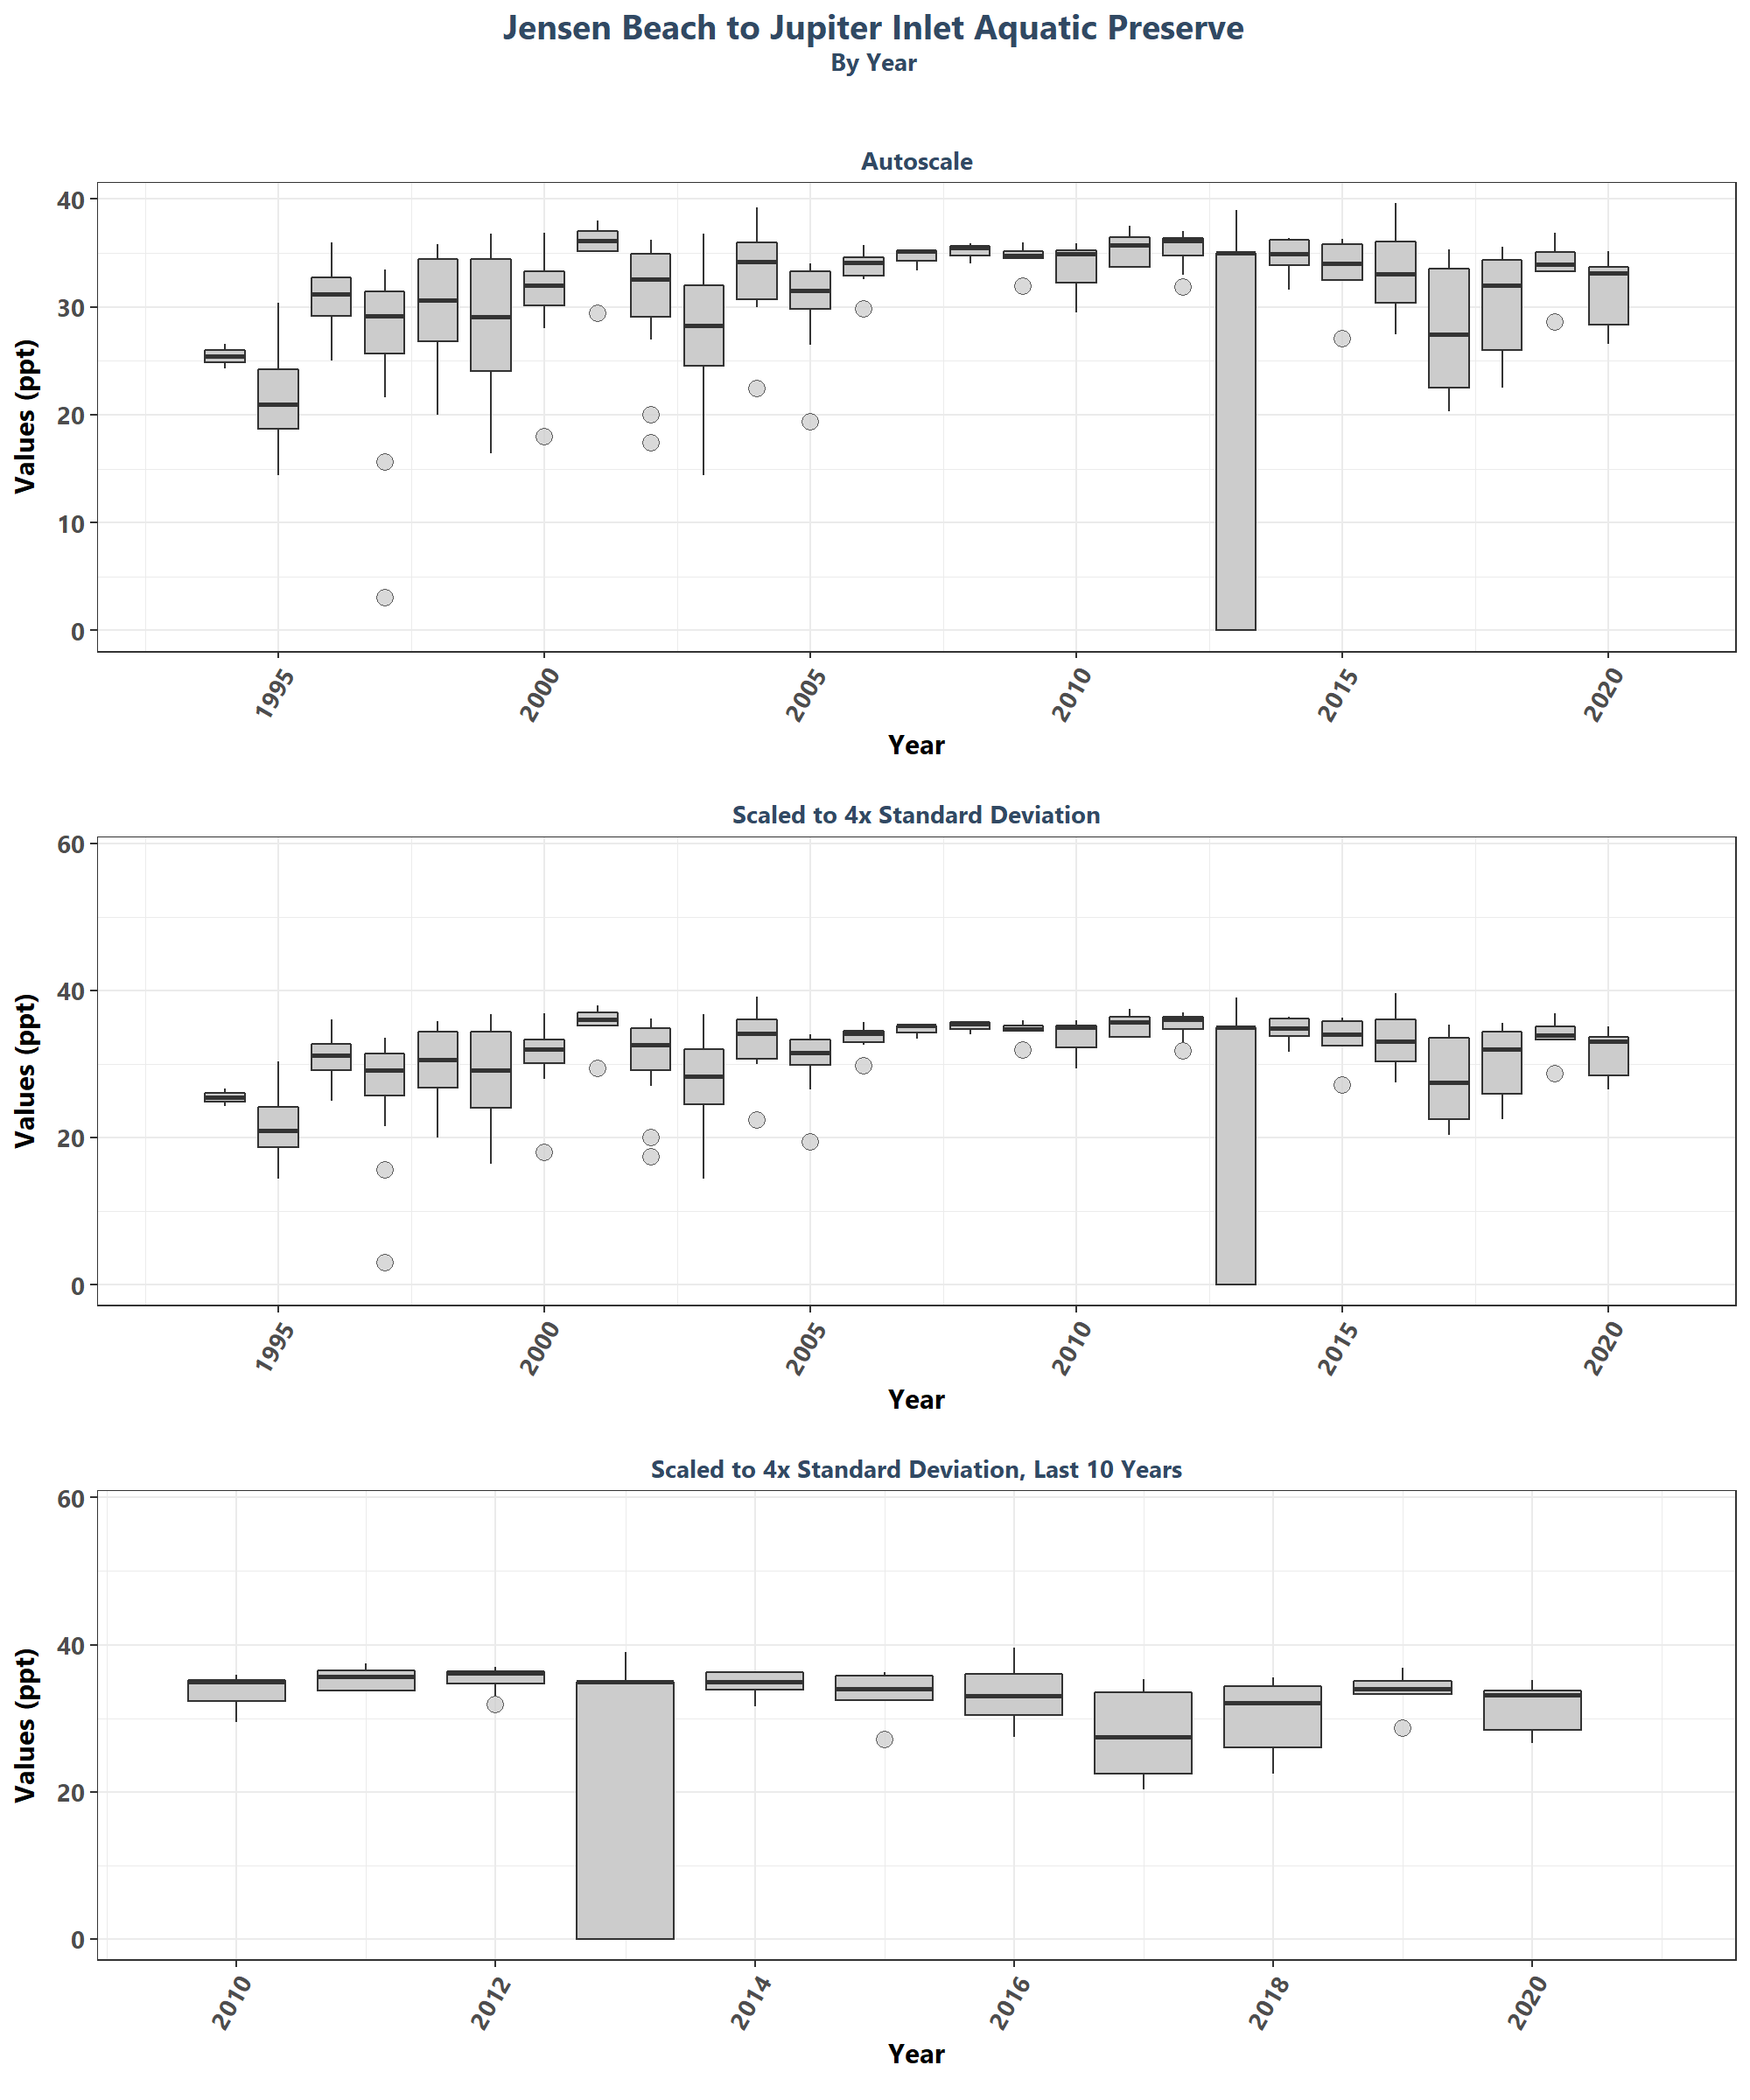 Jensen Beach to Jupiter Inlet Aquatic Preserve
By Year
Autoscale
Values (ppt)
40
30
20
10
0
1995
2000
2005
2010
2015
2020
Year
Scaled to 4x Standard Deviation
Values (ppt)
60
40
20
0
1995
2000
2005
2010
2015
2020
Year
Scaled to 4x Standard Deviation, Last 10 Years
Values (ppt)
60
40
20
0
2010
2012
2014
2016
2018
2020
Year